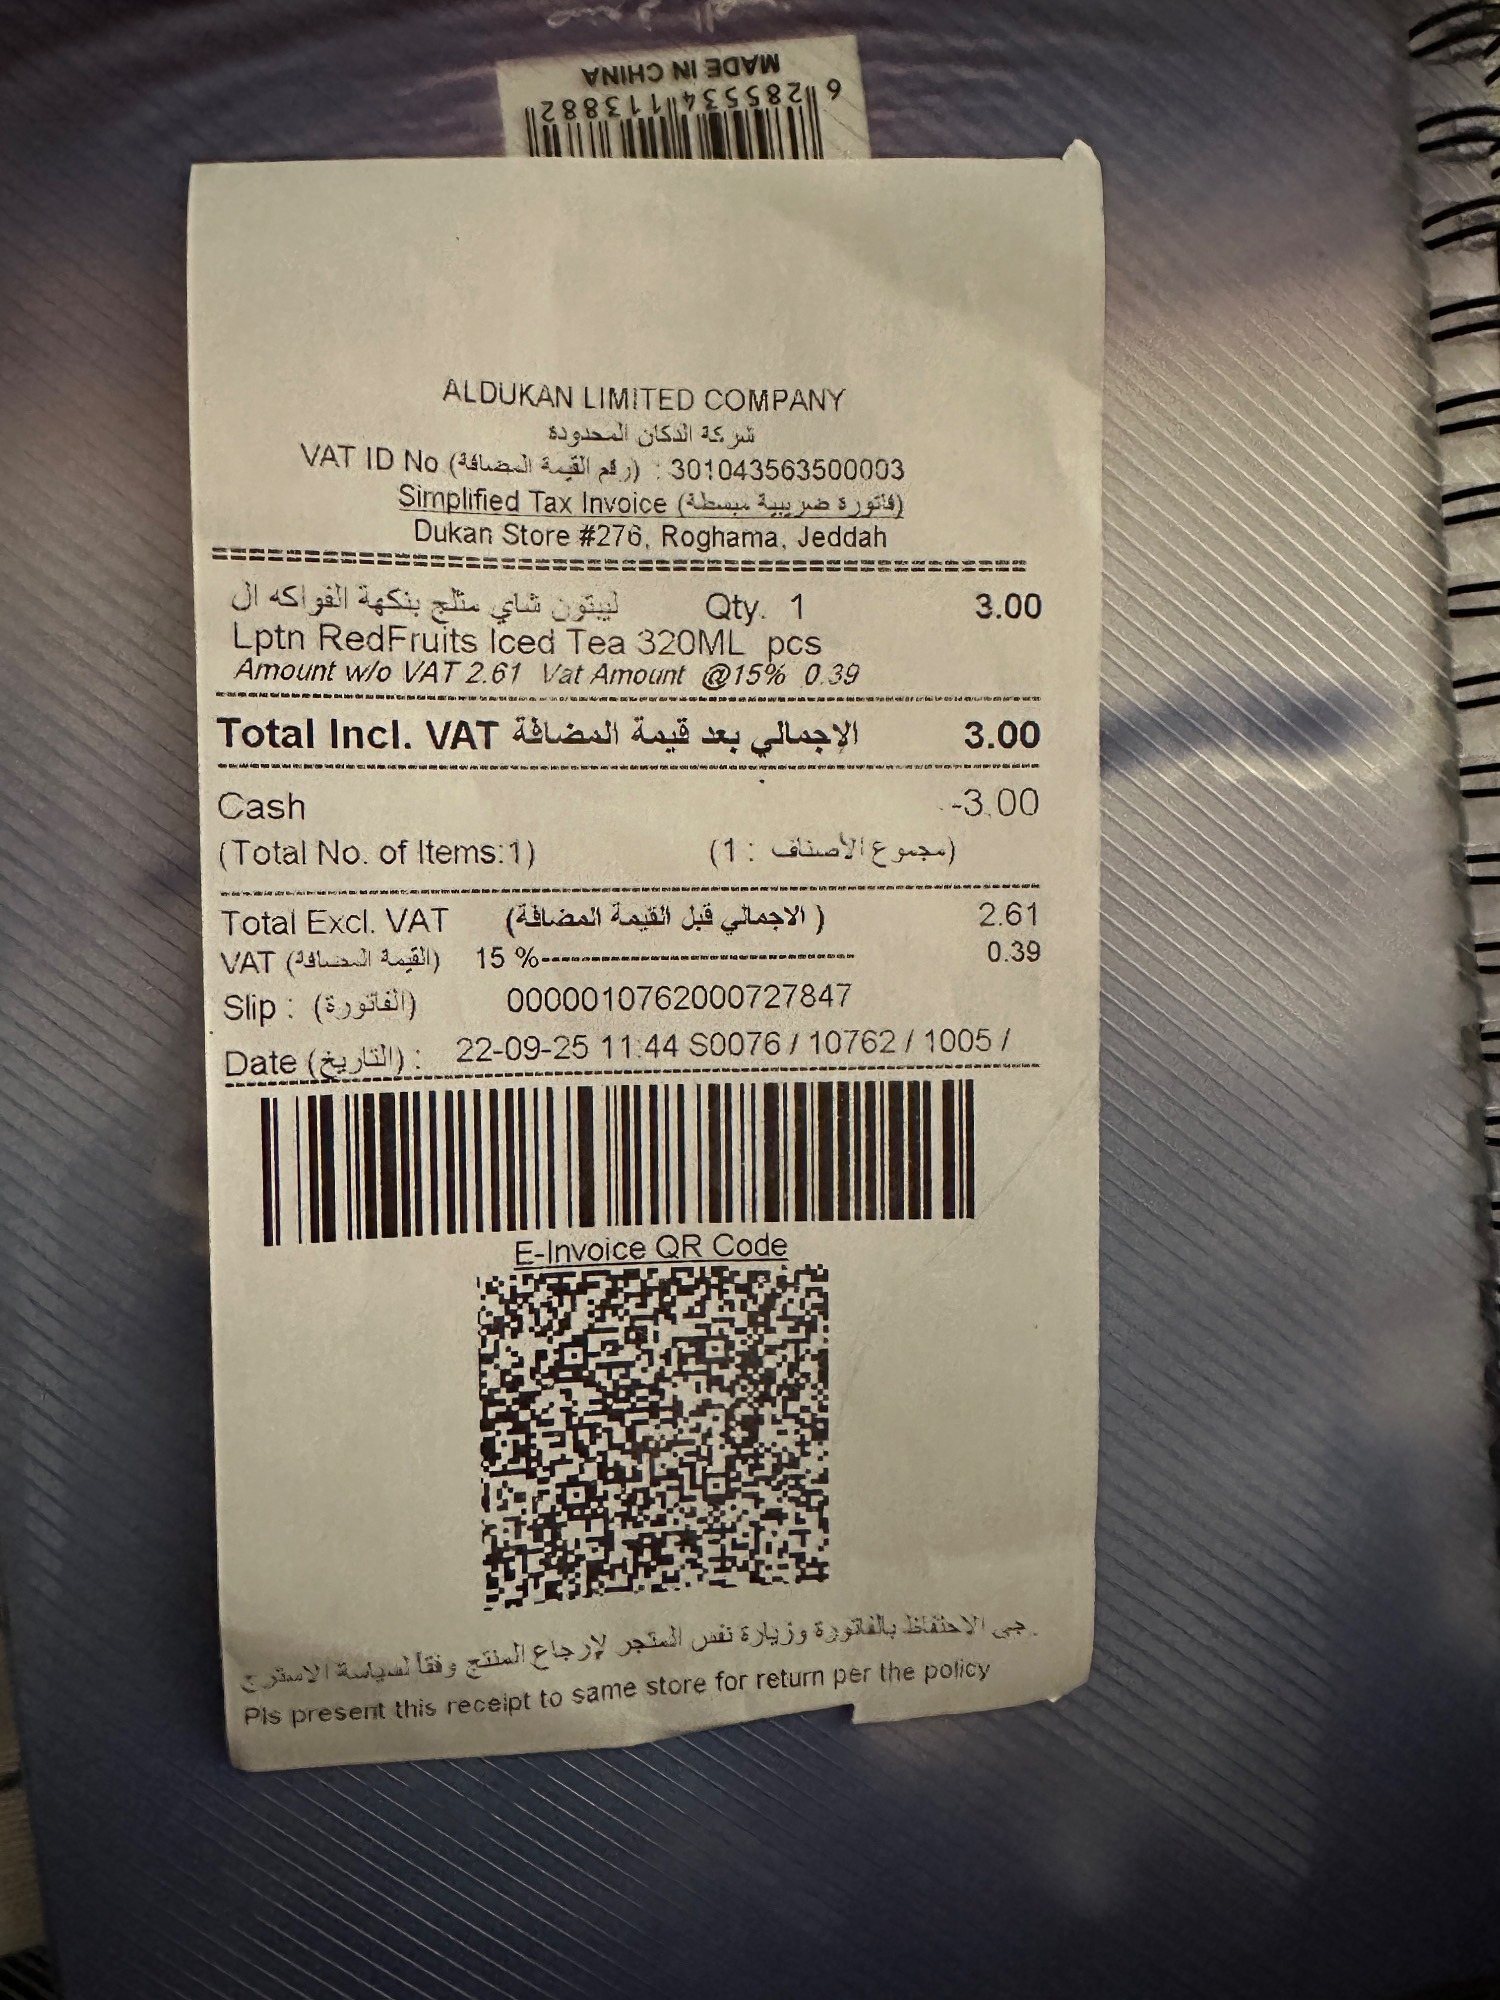 MADE IN CHINA
6 285534 113882
ALDUKAN LIMITED COMPANY
شركة الدكان المحدودة
VAT ID No (رقم القيمة المضافة) : 301043563500003
Simplified Tax Invoice (فاتورة ضريبية مبسطة)
Dukan Store #276, Roghama, Jeddah
ليبتون شاي مثلج بنكهة الفواكه ال Qty. 1 3.00
Lptn RedFruits Iced Tea 320ML pcs
Amount w/o VAT 2.61 Vat Amount @15% 0.39
Total Incl. VAT الإجمالي بعد قيمة المضافة 3.00
Cash -3.00
(Total No. of Items:1) (مجموع الأصناف : 1)
Total Excl. VAT (الاجمالي قبل القيمة المضافة ) 2.61
VAT (القيمة المضافة) 15 %------------------------------ 0.39
Slip : (الفاتورة) 0000010762000727847
Date (التاريخ) : 22-09-25 11:44 S0076 / 10762 / 1005 /
E-Invoice QR Code
جى الاحتفاظ بالفاتورة وزيارة نفس المتجر لإرجاع المنتج وفقاً لسياسة الاسترج
Pls present this receipt to same store for return per the policy